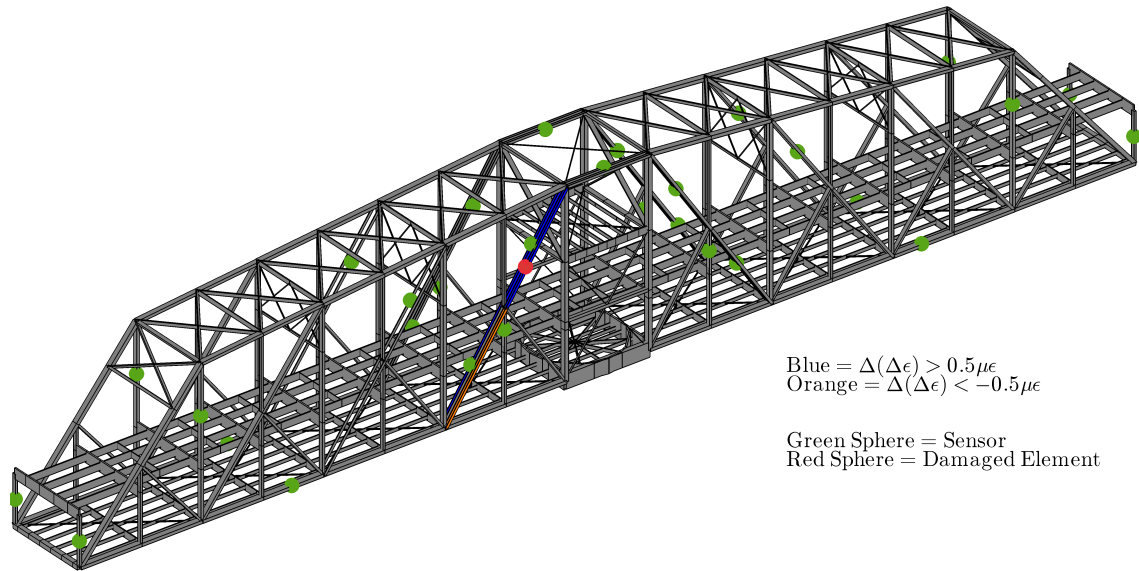 Blue = Δ(Δϵ) > 0.5μϵ
Orange = Δ(Δϵ) < −0.5μϵ
Green Sphere = Sensor
Red Sphere = Damaged Element